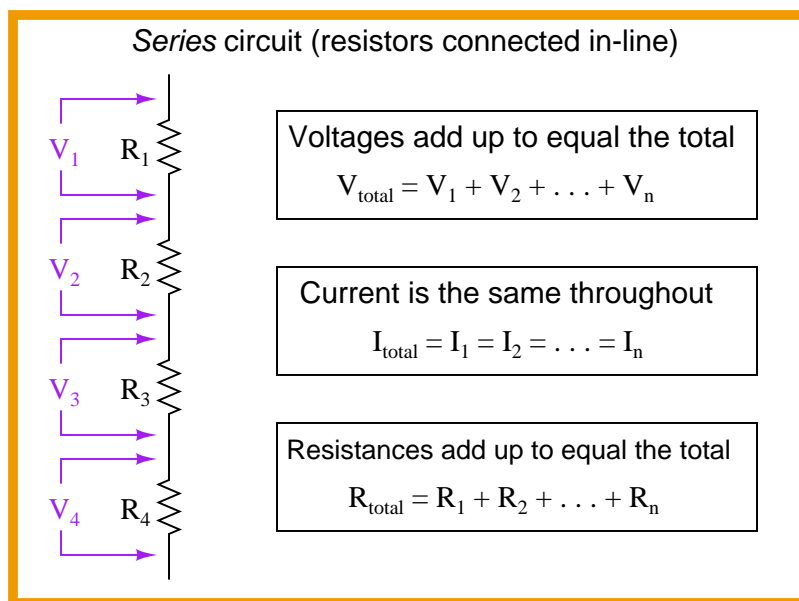 Series circuit (resistors connected in-line)
V1
R1
V2
R2
V3
R3
V4
R4
Voltages add up to equal the total
Vtotal = V1 + V2 + . . . + Vn
Current is the same throughout
Itotal = I1 = I2 = . . . = In
Resistances add up to equal the total
Rtotal = R1 + R2 + . . . + Rn